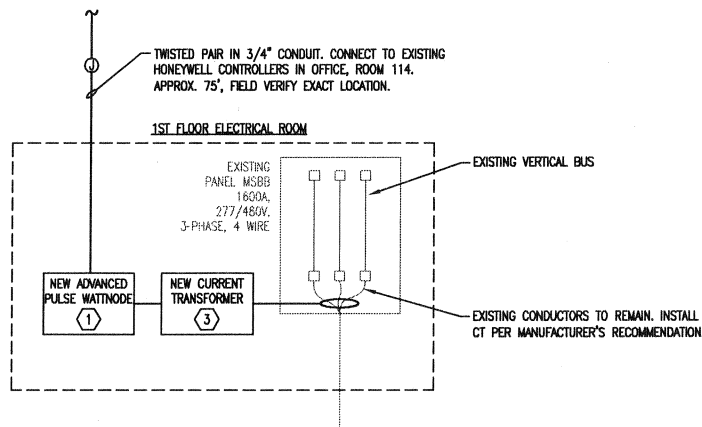 J
TWISTED PAIR IN 3/4" CONDUIT. CONNECT TO EXISTING
HONEYWELL CONTROLLERS IN OFFICE, ROOM 114.
APPROX. 75', FIELD VERIFY EXACT LOCATION.
1ST FLOOR ELECTRICAL ROOM
EXISTING
PANEL MSBB
1600A,
277/480V.
3-PHASE, 4 WIRE
EXISTING VERTICAL BUS
NEW ADVANCED
PULSE WATTNODE
1
NEW CURRENT
TRANSFORMER
3
EXISTING CONDUCTORS TO REMAIN. INSTALL
CT PER MANUFACTURER'S RECOMMENDATION